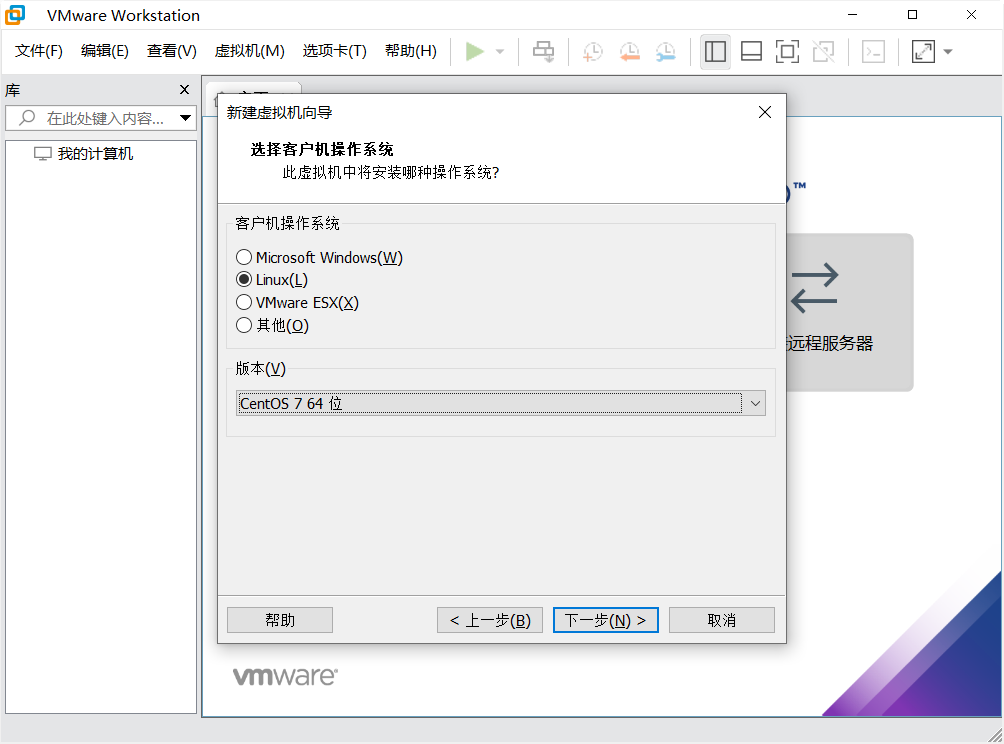 VMware Workstation
文件(F) 编辑(E) 查看(V) 虚拟机(M) 选项卡(T) 帮助(H)
库
在此处键入内容...
我的计算机
新建虚拟机向导
选择客户机操作系统
此虚拟机中将安装哪种操作系统?
™
客户机操作系统
Microsoft Windows(W)
Linux(L)
VMware ESX(X)
其他(O)
远程服务器
版本(V)
CentOS 7 64 位
帮助 < 上一步(B) 下一步(N) > 取消
vmware